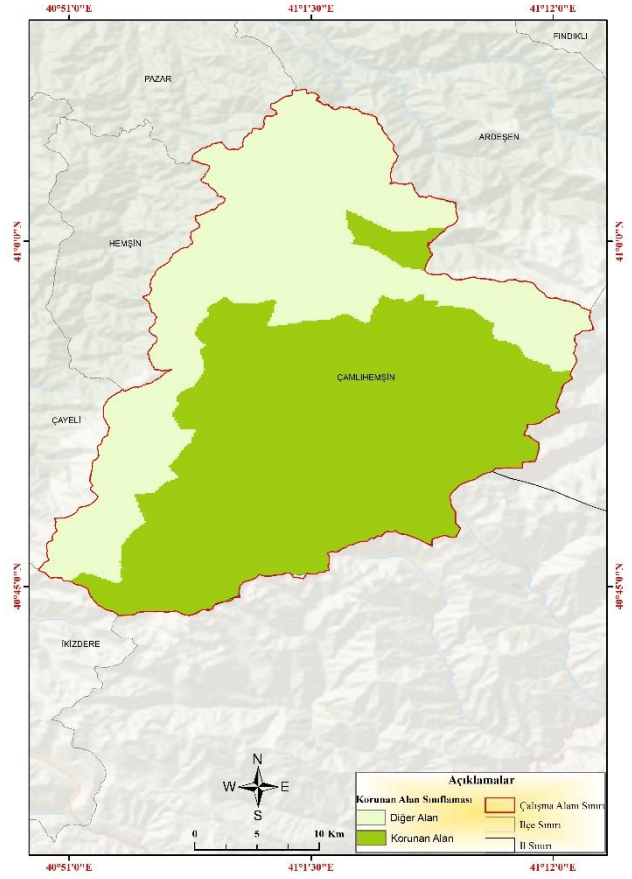 40°51'0"E 41°1'30"E 41°12'0"E
FINDIKLI
PAZAR
ARDEŞEN
41°0'0"N HEMŞİN 41°0'0"N
ÇAMLIHEMŞİN
ÇAYELİ
40°45'0"N 40°45'0"N
İKİZDERE
N
W E
S
0 5 10 Km
Açıklamalar
Korunan Alan Sınıflaması
Diğer Alan
Korunan Alan
Çalışma Alanı Sınırı
İlçe Sınırı
İl Sınırı
40°51'0"E 41°1'30"E 41°12'0"E